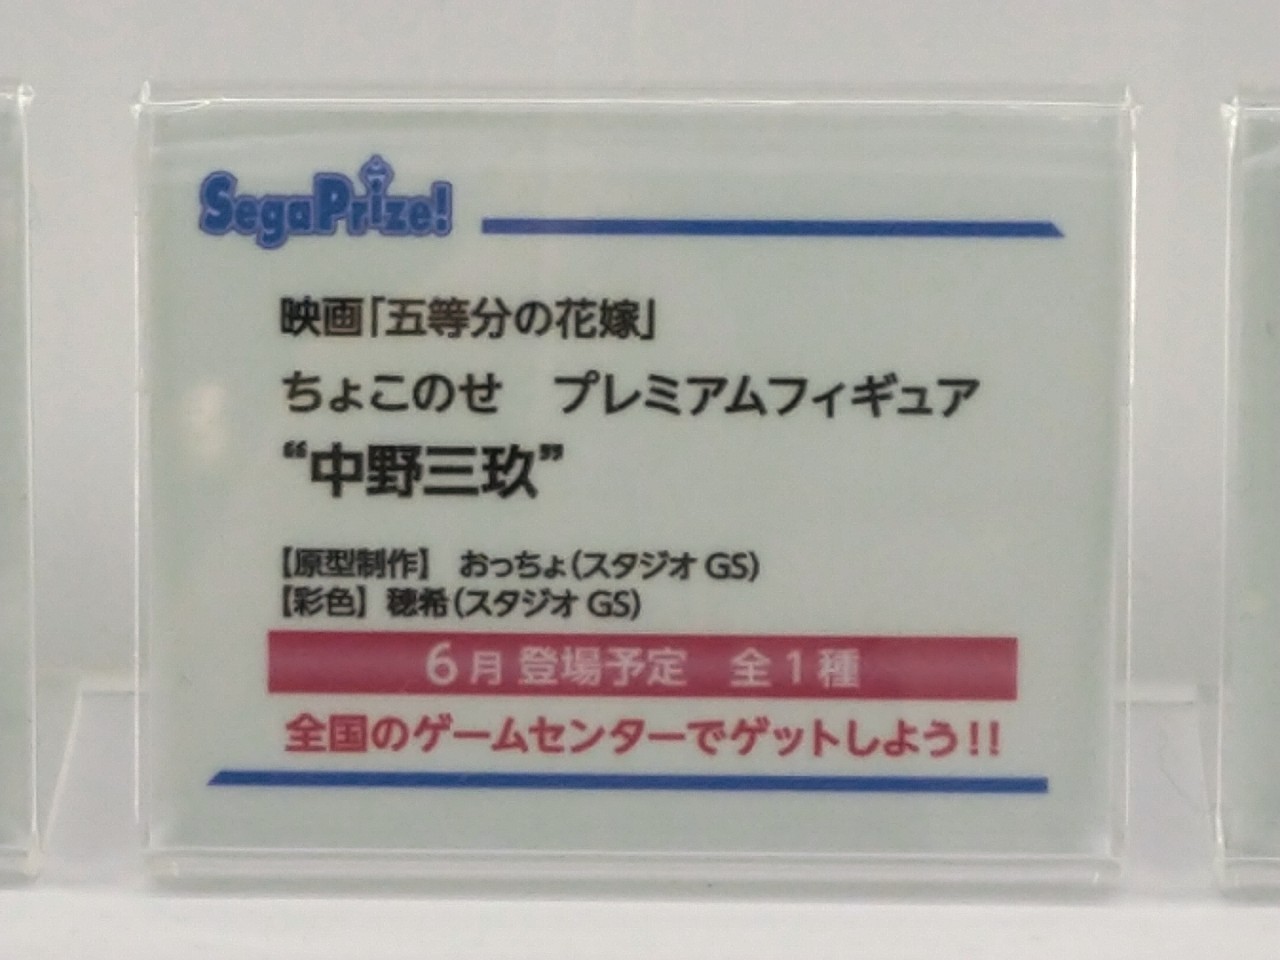 SegaPrize!
映画「五等分の花嫁」
ちょこのせ　プレミアムフィギュア
“中野三玖”
【原型制作】　おっちょ(スタジオ GS)
【彩色】 穂希(スタジオ GS)
6月 登場予定　全1種
全国のゲームセンターでゲットしよう!!